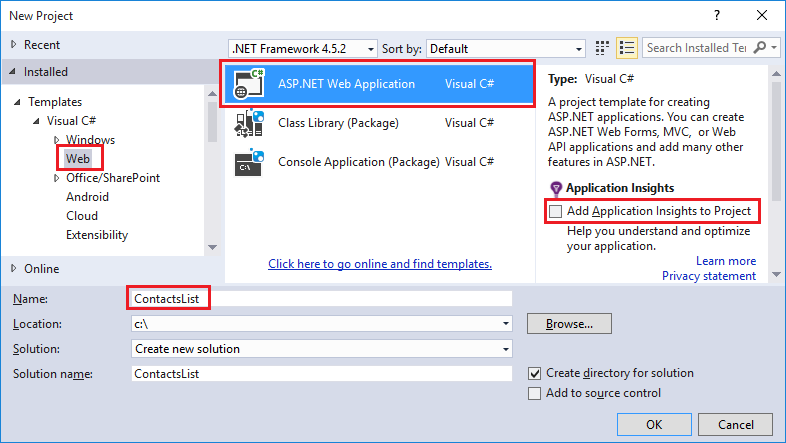 New Project
? ×
Recent
.NET Framework 4.5.2
Sort by: Default
Search Installed Te
Installed
Templates
Visual C#
Windows
Web
Office/SharePoint
Android
Cloud
Extensibility
Online
C#
ASP.NET Web Application Visual C#
Class Library (Package) Visual C#
C:\
Console Application (Package) Visual C#
Click here to go online and find templates.
Type: Visual C#
A project template for creating
ASP.NET applications. You can create
ASP.NET Web Forms, MVC, or Web
API applications and add many other
features in ASP.NET.
Application Insights
Add Application Insights to Project
Help you understand and optimize
your application.
Learn more
Privacy statement
Name: ContactsList
Location: c:\
Browse...
Solution: Create new solution
Solution name: ContactsList
Create directory for solution
Add to source control
OK
Cancel